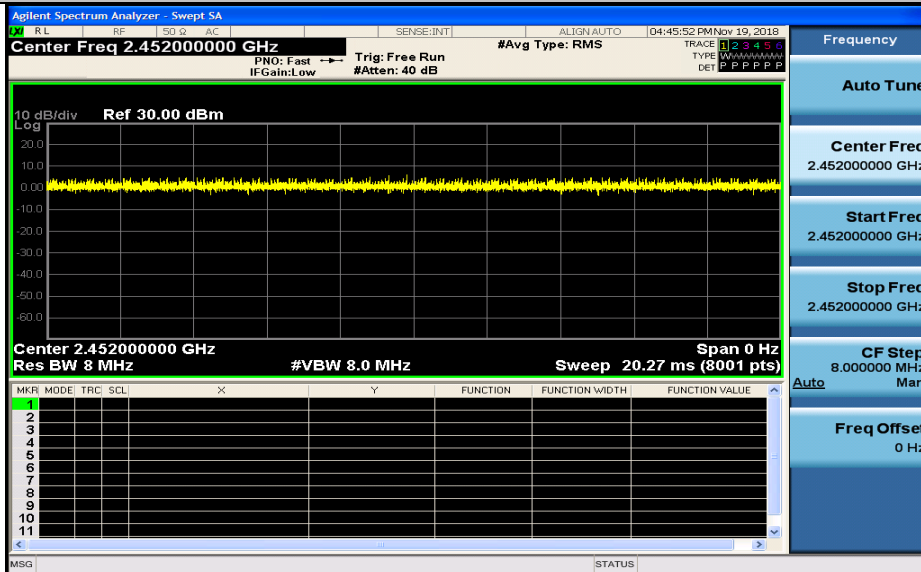 Agilent Spectrum Analyzer - Swept SA
RL RF 50 Ω AC SENSE:INT ALIGN AUTO 04:45:52 PM Nov 19, 2018
Center Freq 2.452000000 GHz #Avg Type: RMS TRACE 1 2 3 4 5 6
PNO: Fast Trig: Free Run TYPE WWWWWW
IFGain:Low #Atten: 40 dB DET P P P P P P
10 dB/div Ref 30.00 dBm
Log
20.0
10.0
0.00
-10.0
-20.0
-30.0
-40.0
-50.0
-60.0
Center 2.452000000 GHz Span 0 Hz
Res BW 8 MHz #VBW 8.0 MHz Sweep 20.27 ms (8001 pts)
MKR MODE TRC SCL X Y FUNCTION FUNCTION WIDTH FUNCTION VALUE
1
2
3
4
5
6
7
8
9
10
11
MSG STATUS
Frequency
Auto Tune
Center Freq
2.452000000 GHz
Start Freq
2.452000000 GHz
Stop Freq
2.452000000 GHz
CF Step
8.000000 MHz
Auto Man
Freq Offset
0 Hz